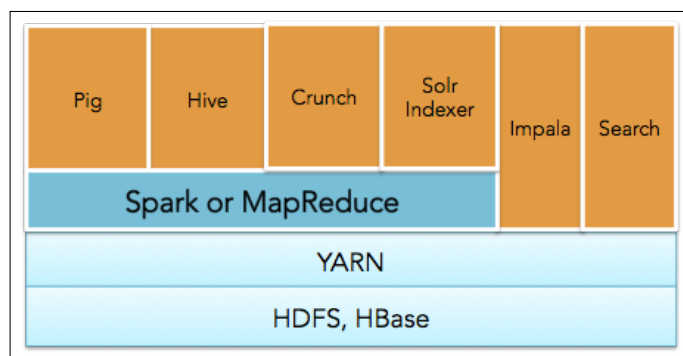 Pig
Hive
Crunch
Solr
Indexer
Impala
Search
Spark or MapReduce
YARN
HDFS, HBase